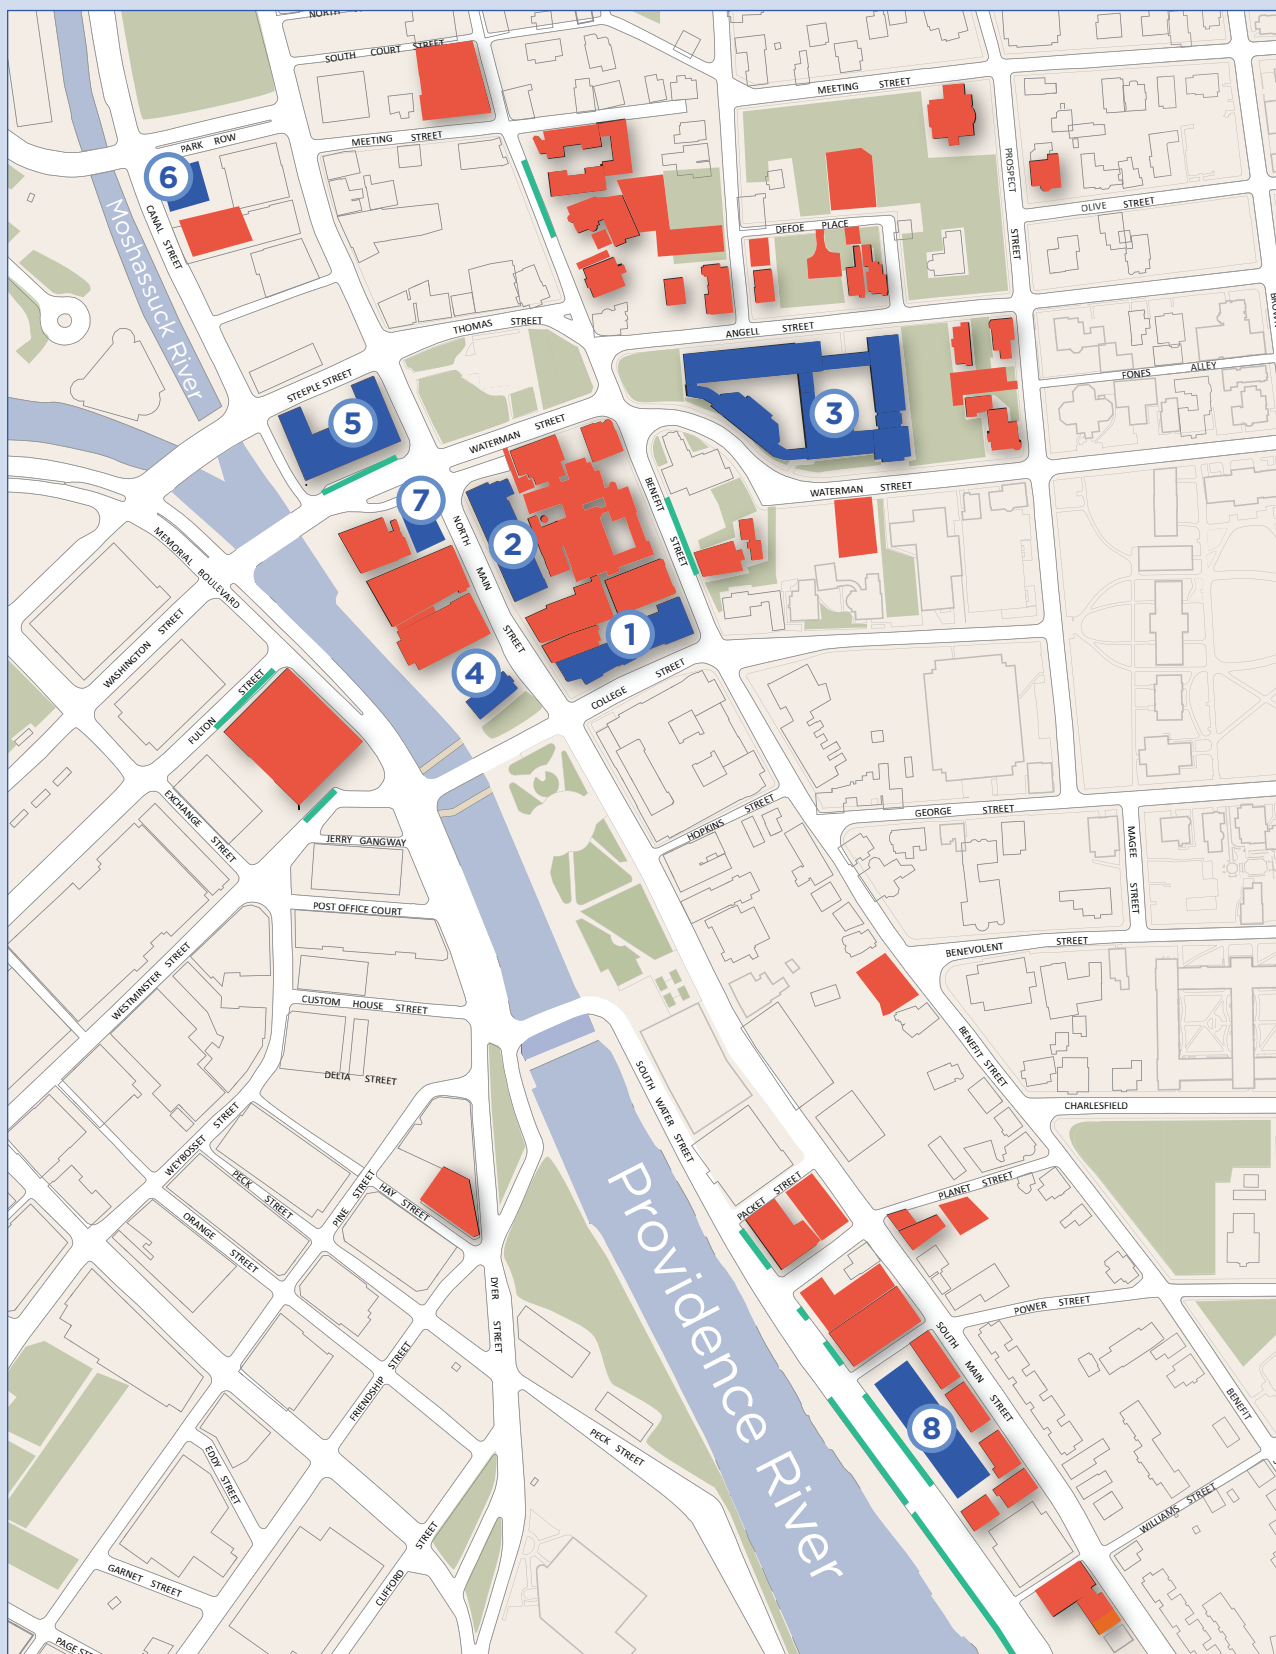 NORTH
SOUTH COURT STREET
MEETING STREET
MEETING STREET
PARK ROW
6
CANAL STREET
Moshassuck River
PROSPECT STREET
OLIVE STREET
DEFOE PLACE
THOMAS STREET
ANGELL STREET
BROWN
FONES ALLEY
STEEPLE STREET
5
3
WATERMAN STREET
WATERMAN STREET
7
2
BENEFIT STREET
NORTH MAIN STREET
MEMORIAL BOULEVARD
WASHINGTON STREET
1
4
COLLEGE STREET
FULTON STREET
EXCHANGE STREET
HOPKINS STREET
GEORGE STREET
MAGEE STREET
JERRY GANGWAY
POST OFFICE COURT
BENEVOLENT STREET
WESTMINSTER STREET
CUSTOM HOUSE STREET
BENEFIT STREET
DELTA STREET
SOUTH WATER STREET
CHARLESFIELD
WEYBOSSET STREET
PECK STREET
PINE STREET
HAY STREET
ORANGE STREET
Providence River
PACKET STREET
PLANET STREET
DYER STREET
POWER STREET
SOUTH MAIN STREET
FRIENDSHIP STREET
BENEFIT
8
PECK STREET
EDDY STREET
WILLIAMS STREET
CLIFFORD STREET
GARNET STREET
PAGE ST